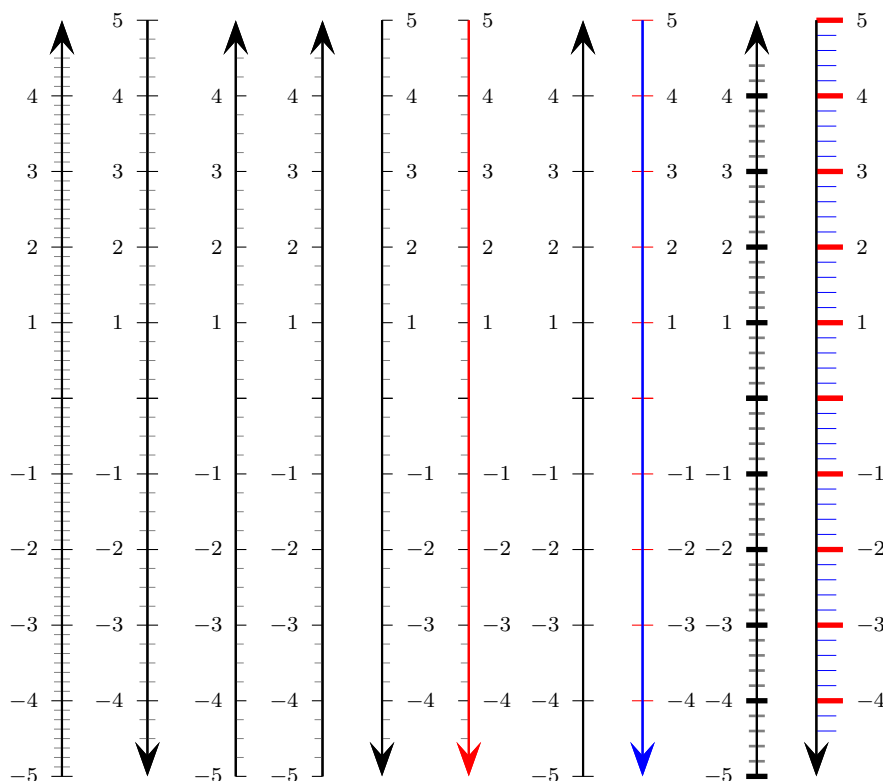 5 5 5 5 5
4 4 4 4 4 4 4 4 4 4
3 3 3 3 3 3 3 3 3 3
2 2 2 2 2 2 2 2 2 2
1 1 1 1 1 1 1 1 1 1
−1 −1 −1 −1 −1 −1 −1 −1 −1 −1
−2 −2 −2 −2 −2 −2 −2 −2 −2 −2
−3 −3 −3 −3 −3 −3 −3 −3 −3 −3
−4 −4 −4 −4 −4 −4 −4 −4 −4 −4
−5 −5 −5 −5 −5